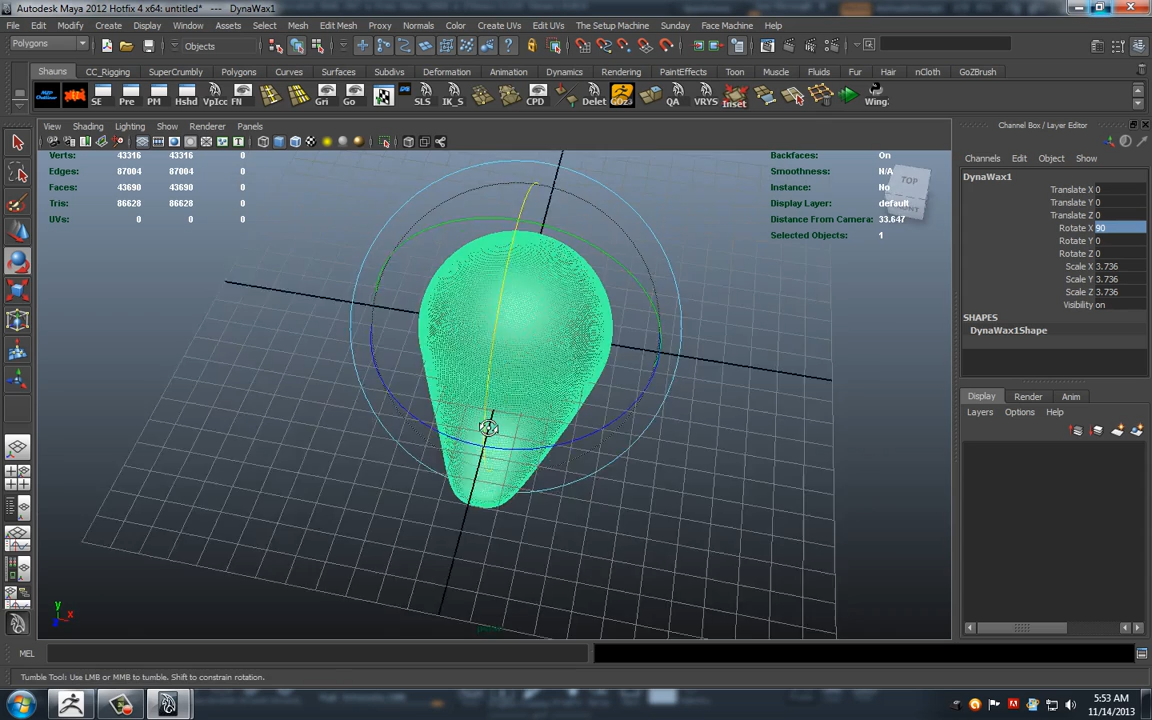 Autodesk Maya 2012 Hotfix 4 x64: untitled* --- DynaWax1
File Edit Modify Create Display Window Assets Select Mesh Edit Mesh Proxy Normals Color Create UVs Edit UVs The Setup Machine Sunday Face Machine Help
Polygons Objects
Shauns CC_Rigging SuperCrumbly Polygons Curves Surfaces Subdivs Deformation Animation Dynamics Rendering PaintEffects Toon Muscle Fluids Fur Hair nCloth GoZBrush
SE Pre PM Hshd VpIcc FN Gri Go SLS IK_S CPD Delet GoZ QA VRYS Inset Wing
View Shading Lighting Show Renderer Panels
Verts: 43316 43316 0
Edges: 87004 87004 0
Faces: 43690 43690 0
Tris: 86628 86628 0
UVs: 0 0 0
Backfaces: On
Smoothness: N/A
Instance: No
Display Layer: default
Distance From Camera: 33.647
Selected Objects: 1
TOP
y
x
Channel Box / Layer Editor
Channels Edit Object Show
DynaWax1
Translate X 0
Translate Y 0
Translate Z 0
Rotate X 90
Rotate Y 0
Rotate Z 0
Scale X 3.736
Scale Y 3.736
Scale Z 3.736
Visibility on
SHAPES
DynaWax1Shape
Display Render Anim
Layers Options Help
MEL
Tumble Tool: Use LMB or MMB to tumble. Shift to constrain rotation.
5:53 AM
11/14/2013